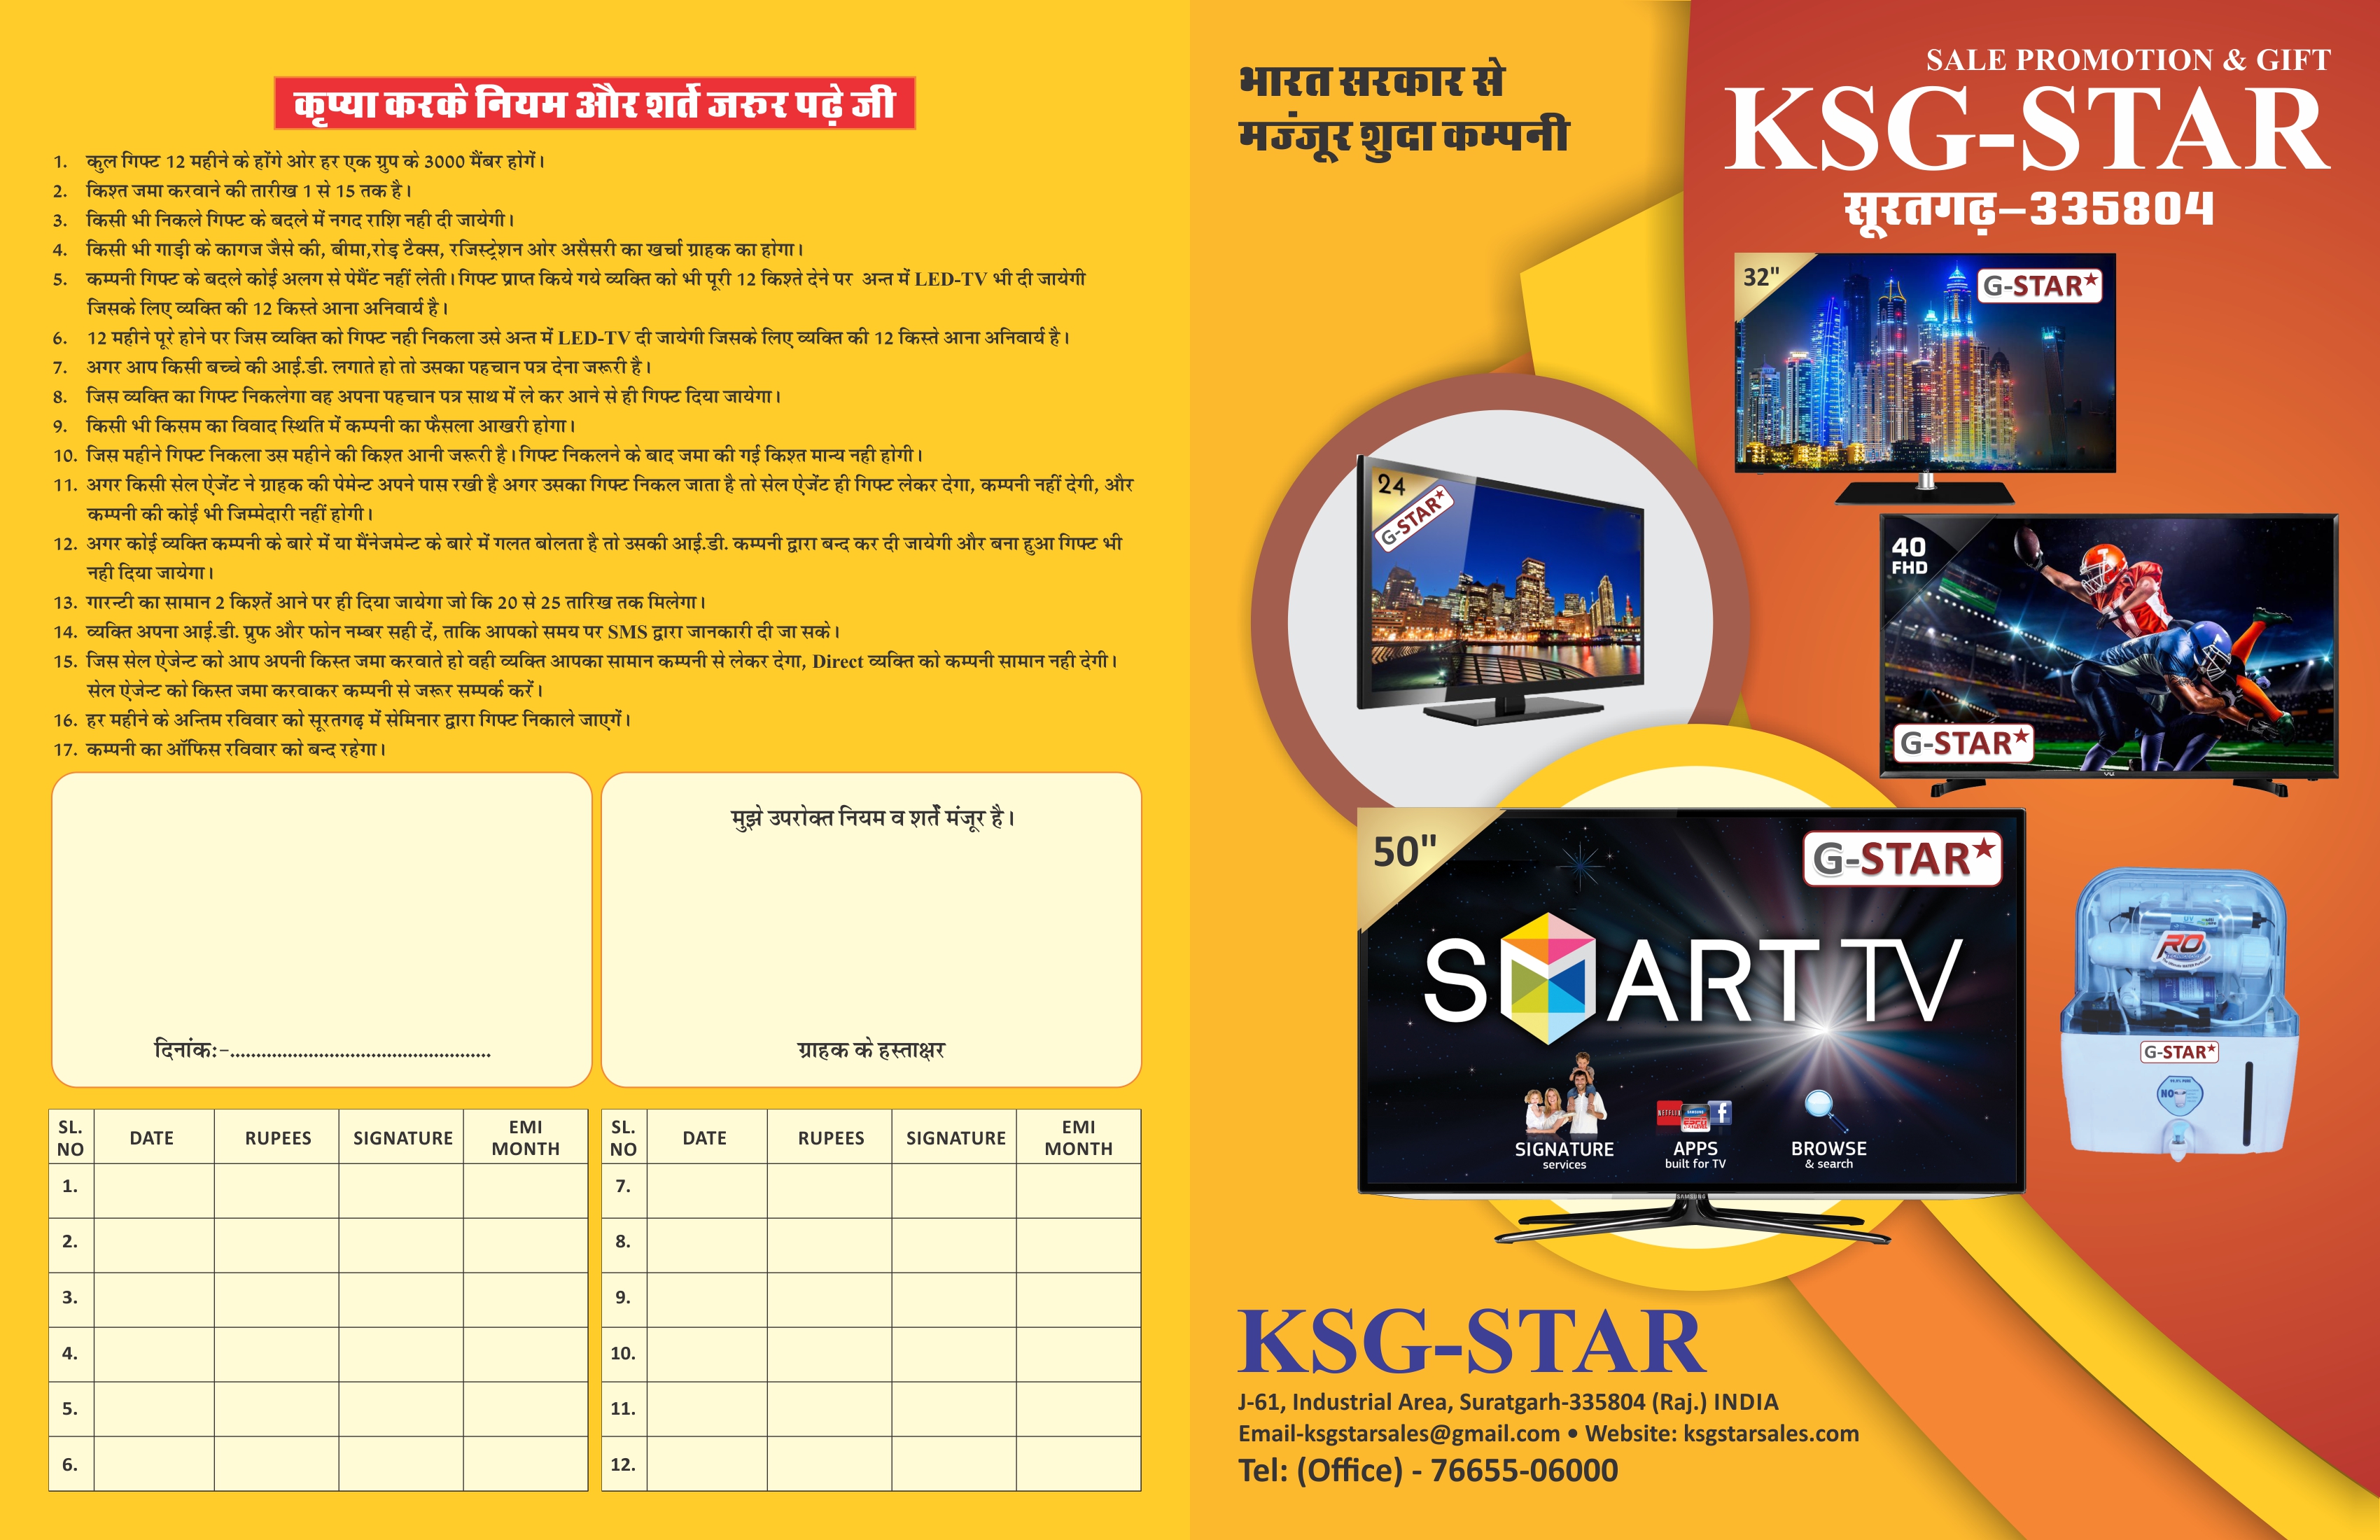 कृप्या करके नियम और शर्ते जरुर पढ़े जी
1. कुल गिफ्ट 12 महीने के होंगे ओर हर एक ग्रुप के 3000 मैंबर होगें।
2. किश्त जमा करवाने की तारीख 1 से 15 तक है।
3. किसी भी निकले गिफ्ट के बदले में नगद राशि नही दी जायेगी।
4. किसी भी गाड़ी के कागज जैसे की, बीमा,रोड़ टैक्स, रजिस्ट्रेशन ओर असैसरी का खर्चा ग्राहक का होगा।
5. कम्पनी गिफ्ट के बदले कोई अलग से पेमैंट नहीं लेती। गिफ्ट प्राप्त किये गये व्यक्ति को भी पूरी 12 किश्ते देने पर अन्त में LED-TV भी दी जायेगी
जिसके लिए व्यक्ति की 12 किस्ते आना अनिवार्य है।
6. 12 महीने पूरे होने पर जिस व्यक्ति को गिफ्ट नही निकला उसे अन्त में LED-TV दी जायेगी जिसके लिए व्यक्ति की 12 किस्ते आना अनिवार्य है।
7. अगर आप किसी बच्चे की आई.डी. लगाते हो तो उसका पहचान पत्र देना जरूरी है।
8. जिस व्यक्ति का गिफ्ट निकलेगा वह अपना पहचान पत्र साथ में ले कर आने से ही गिफ्ट दिया जायेगा।
9. किसी भी किसम का विवाद स्थिति में कम्पनी का फैसला आखरी होगा।
10. जिस महीने गिफ्ट निकला उस महीने की किश्त आनी जरूरी है। गिफ्ट निकलने के बाद जमा की गई किश्त मान्य नही होगी।
11. अगर किसी सेल ऐजेंट ने ग्राहक की पेमेन्ट अपने पास रखी है अगर उसका गिफ्ट निकल जाता है तो सेल ऐजेंट ही गिफ्ट लेकर देगा, कम्पनी नहीं देगी, और
कम्पनी की कोई भी जिम्मेदारी नहीं होगी।
12. अगर कोई व्यक्ति कम्पनी के बारे में या मैंनेजमेन्ट के बारे में गलत बोलता है तो उसकी आई.डी. कम्पनी द्वारा बन्द कर दी जायेगी और बना हुआ गिफ्ट भी
नही दिया जायेगा।
13. गारन्टी का सामान 2 किश्तें आने पर ही दिया जायेगा जो कि 20 से 25 तारिख तक मिलेगा।
14. व्यक्ति अपना आई.डी. प्रुफ और फोन नम्बर सही दें, ताकि आपको समय पर SMS द्वारा जानकारी दी जा सके।
15. जिस सेल ऐजेन्ट को आप अपनी किस्त जमा करवाते हो वही व्यक्ति आपका सामान कम्पनी से लेकर देगा, Direct व्यक्ति को कम्पनी सामान नही देगी।
सेल ऐजेन्ट को किस्त जमा करवाकर कम्पनी से जरूर सम्पर्क करें।
16. हर महीने के अन्तिम रविवार को सूरतगढ़ में सेमिनार द्वारा गिफ्ट निकाले जाएगें।
17. कम्पनी का ऑफिस रविवार को बन्द रहेगा।
दिनांकः-..................................................
मुझे उपरोक्त नियम व शर्तें मंजूर है।
ग्राहक के हस्ताक्षर
SL. NO DATE RUPEES SIGNATURE EMI MONTH
1.
2.
3.
4.
5.
6.
SL. NO DATE RUPEES SIGNATURE EMI MONTH
7.
8.
9.
10.
11.
12.
भारत सरकार से
मञ्जूर शुदा कम्पनी
SALE PROMOTION & GIFT
KSG-STAR
सूरतगढ़–335804
32"
G-STAR
24
G-STAR
40
FHD
G-STAR
vu
50"
G-STAR
SMART TV
NETFLIX
SIGNATURE
services
APPS
built for TV
BROWSE
& search
SAMSUNG
UV
RO
G-STAR
NO
KSG-STAR
J-61, Industrial Area, Suratgarh-335804 (Raj.) INDIA
Email-ksgstarsales@gmail.com • Website: ksgstarsales.com
Tel: (Office) - 76655-06000